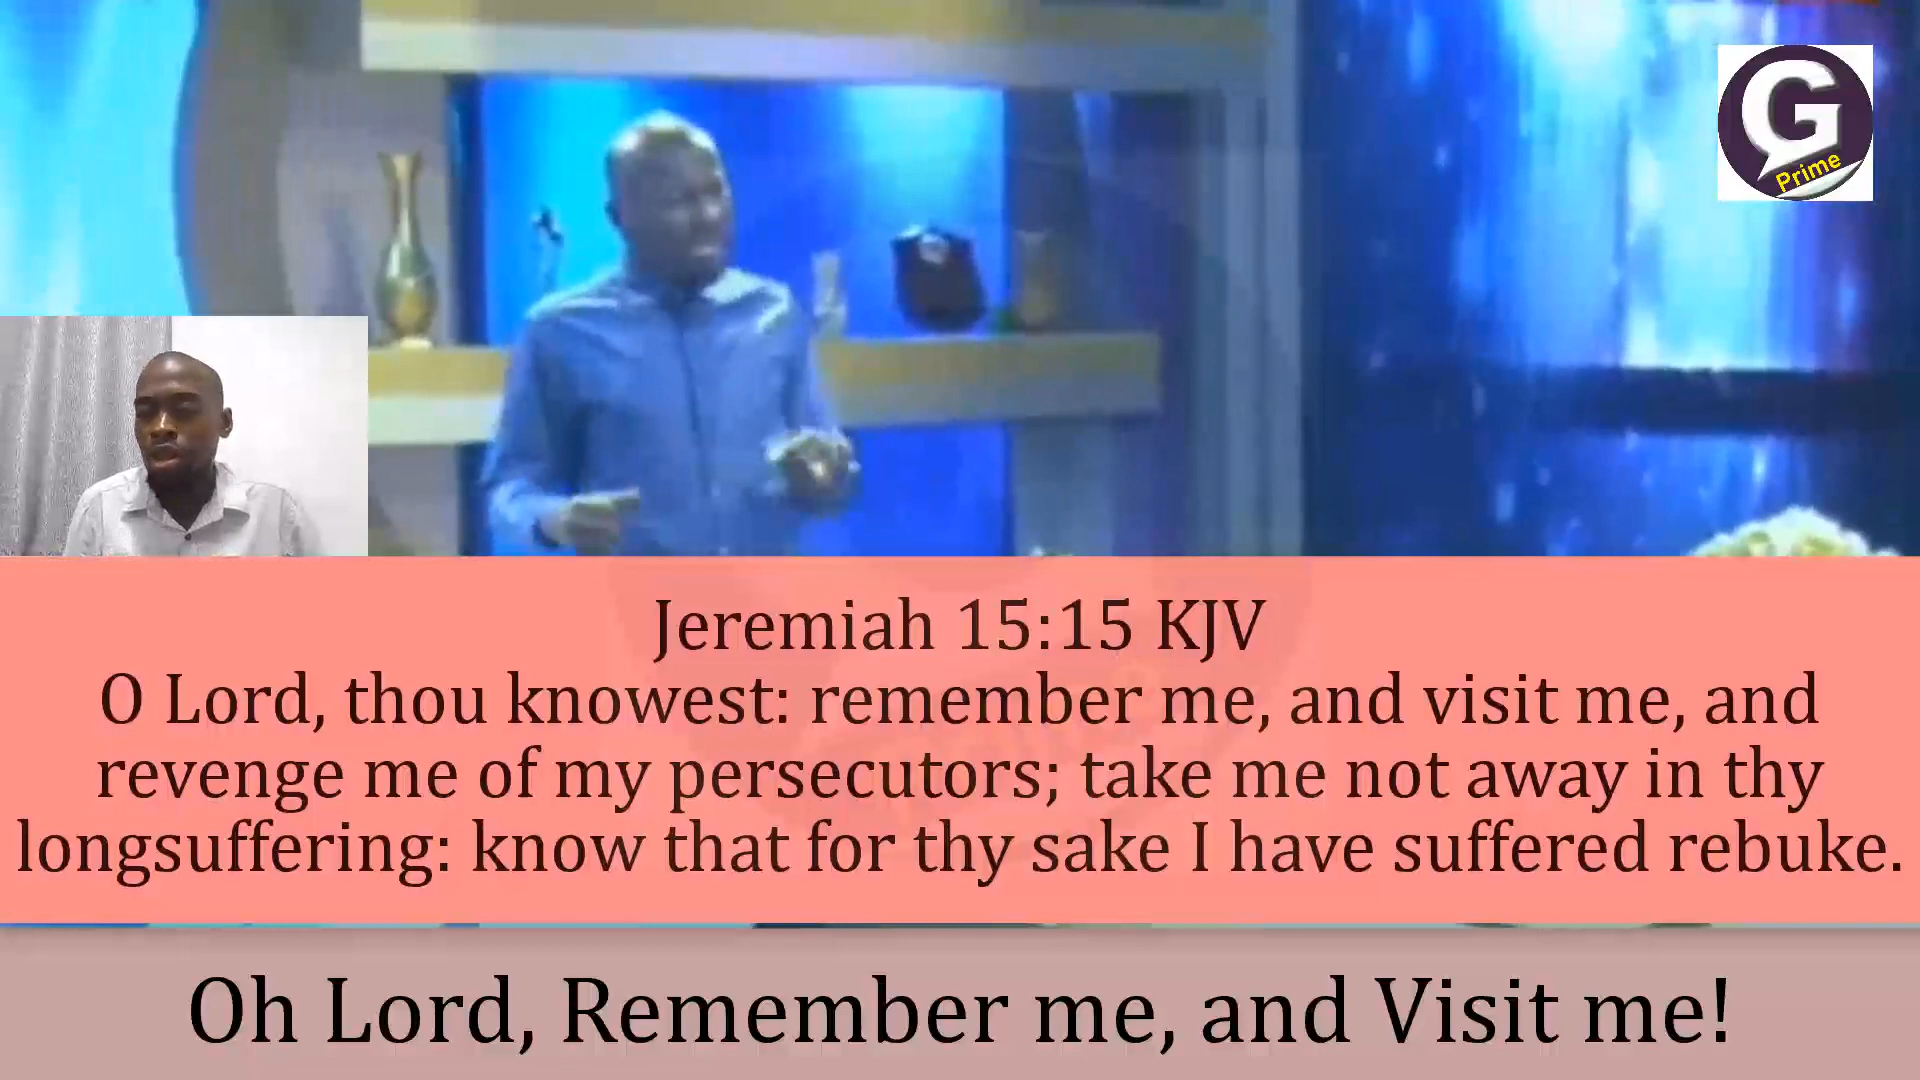 G
Prime
Jeremiah 15:15 KJV
O Lord, thou knowest: remember me, and visit me, and
revenge me of my persecutors; take me not away in thy
longsuffering: know that for thy sake I have suffered rebuke.
Oh Lord, Remember me, and Visit me!